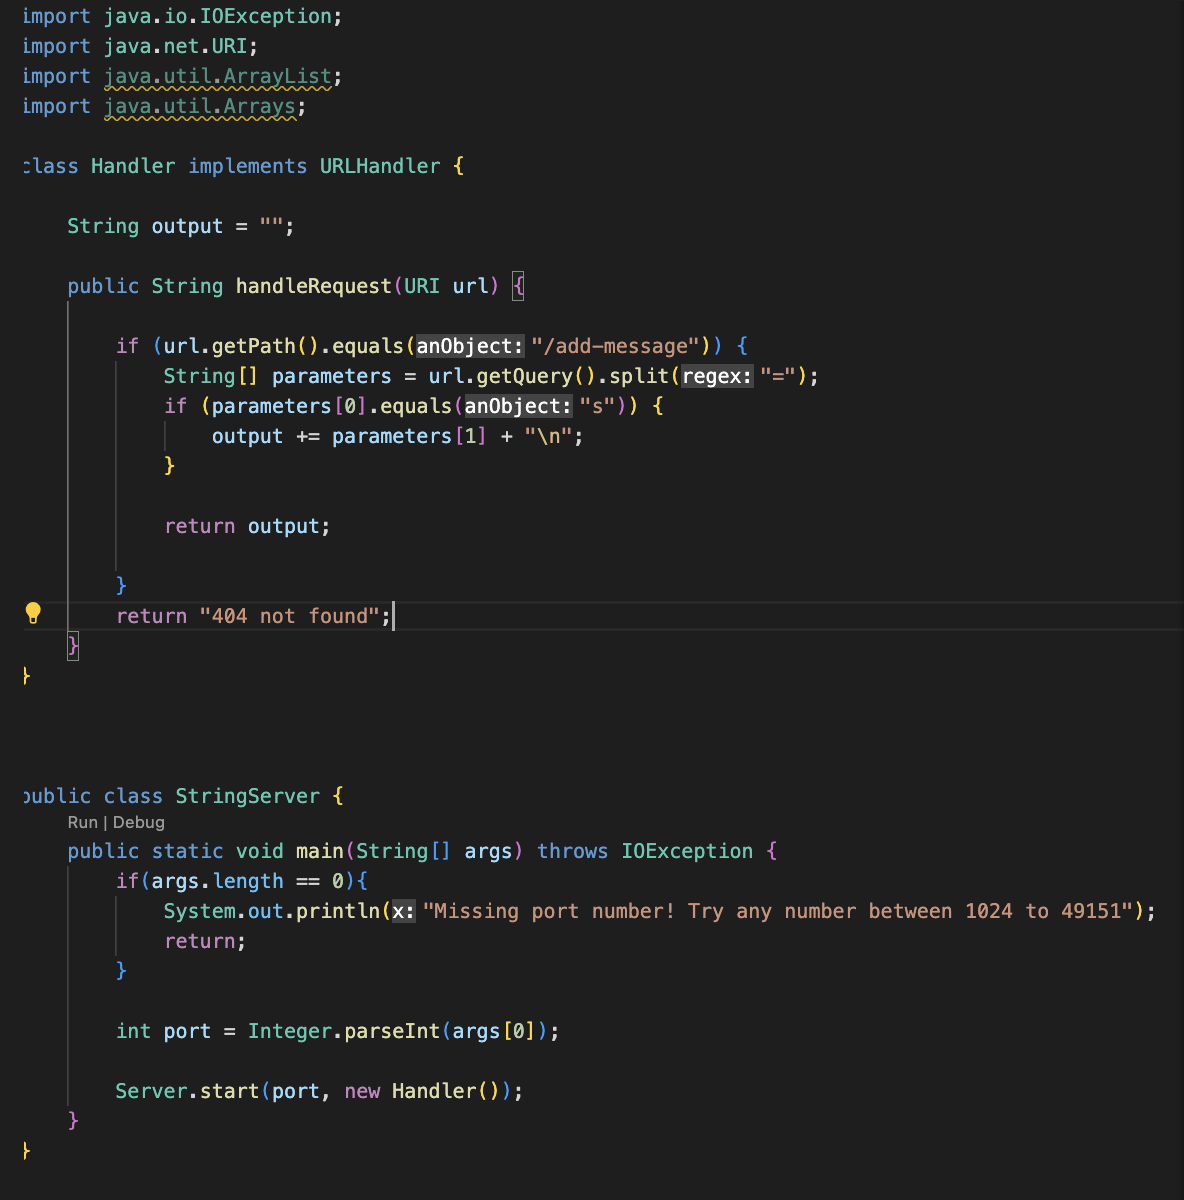 import java.io.IOException;
import java.net.URI;
import java.util.ArrayList;
import java.util.Arrays;
class Handler implements URLHandler {
String output = "";
public String handleRequest(URI url) {
if (url.getPath().equals(anObject: "/add-message")) {
String[] parameters = url.getQuery().split(regex: "=");
if (parameters[0].equals(anObject: "s")) {
output += parameters[1] + "\n";
}
return output;
}
return "404 not found";
}
}
public class StringServer {
Run | Debug
public static void main(String[] args) throws IOException {
if(args.length == 0){
System.out.println(x: "Missing port number! Try any number between 1024 to 49151");
return;
}
int port = Integer.parseInt(args[0]);
Server.start(port, new Handler());
}
}